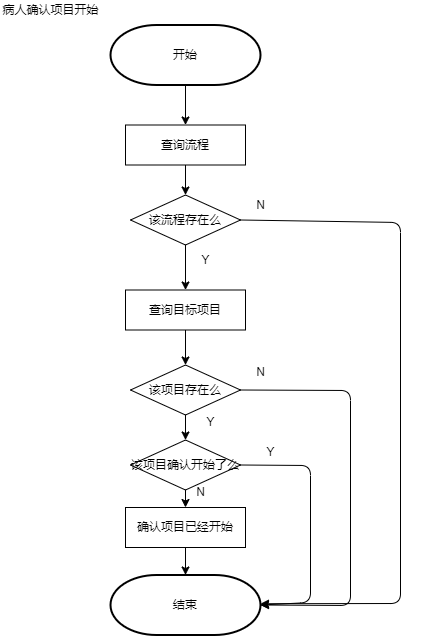 病人确认项目开始
开始
查询流程
该流程存在么
N
Y
查询目标项目
该项目存在么
N
Y
该项目确认开始了么
Y
N
确认项目已经开始
结束